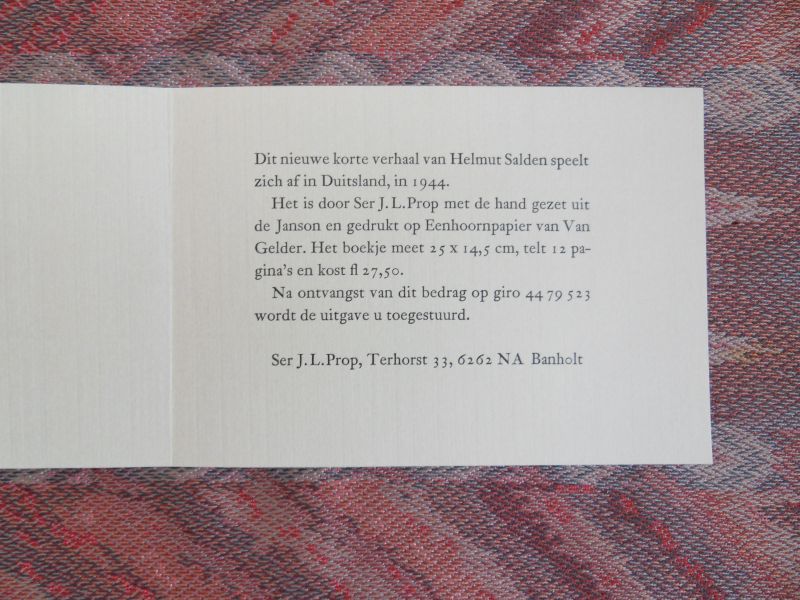 Dit nieuwe korte verhaal van Helmut Salden speelt
zich af in Duitsland, in 1944.
Het is door Ser J.L.Prop met de hand gezet uit
de Janson en gedrukt op Eenhoornpapier van Van
Gelder. Het boekje meet 25 x 14,5 cm, telt 12 pa-
gina's en kost fl 27,50.
Na ontvangst van dit bedrag op giro 44 79 523
wordt de uitgave u toegestuurd.
Ser J.L.Prop, Terhorst 33, 6262 NA Banholt